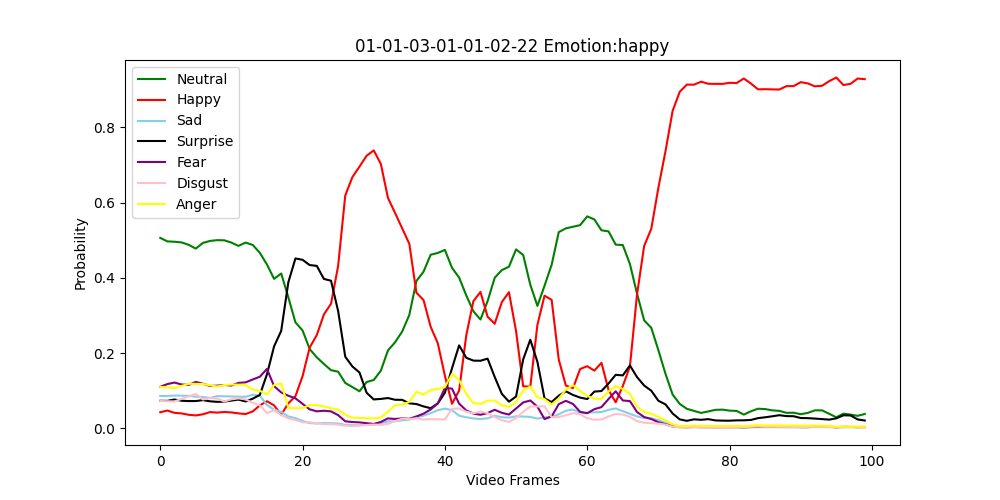 01-01-03-01-01-02-22 Emotion:happy
Neutral
Happy
Sad
Surprise
Fear
Disgust
Anger
Probability
0.8
0.6
0.4
0.2
0.0
0 20 40 60 80 100
Video Frames